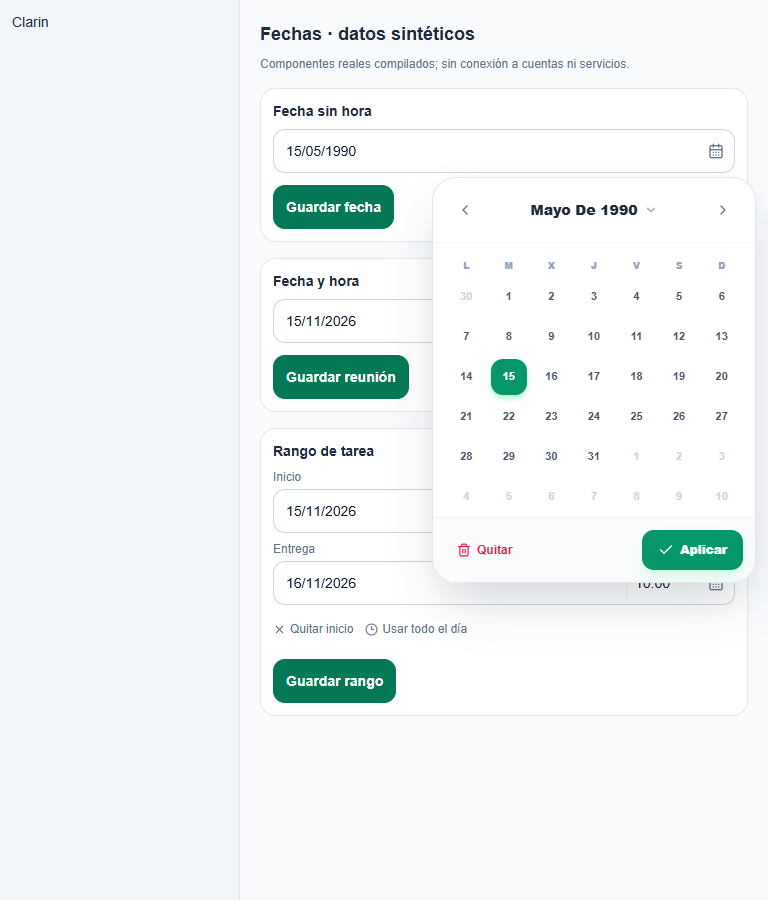 Clarin
Fechas · datos sintéticos
Componentes reales compilados; sin conexión a cuentas ni servicios.
Fecha sin hora
15/05/1990
Guardar fecha
Mayo De 1990
L M X J V S D
30 1 2 3 4 5 6
7 8 9 10 11 12 13
14 15 16 17 18 19 20
21 22 23 24 25 26 27
28 29 30 31 1 2 3
4 5 6 7 8 9 10
Quitar
Aplicar
Fecha y hora
15/11/2026
Guardar reunión
Rango de tarea
Inicio
15/11/2026
Entrega
16/11/2026
Quitar inicio
Usar todo el día
Guardar rango